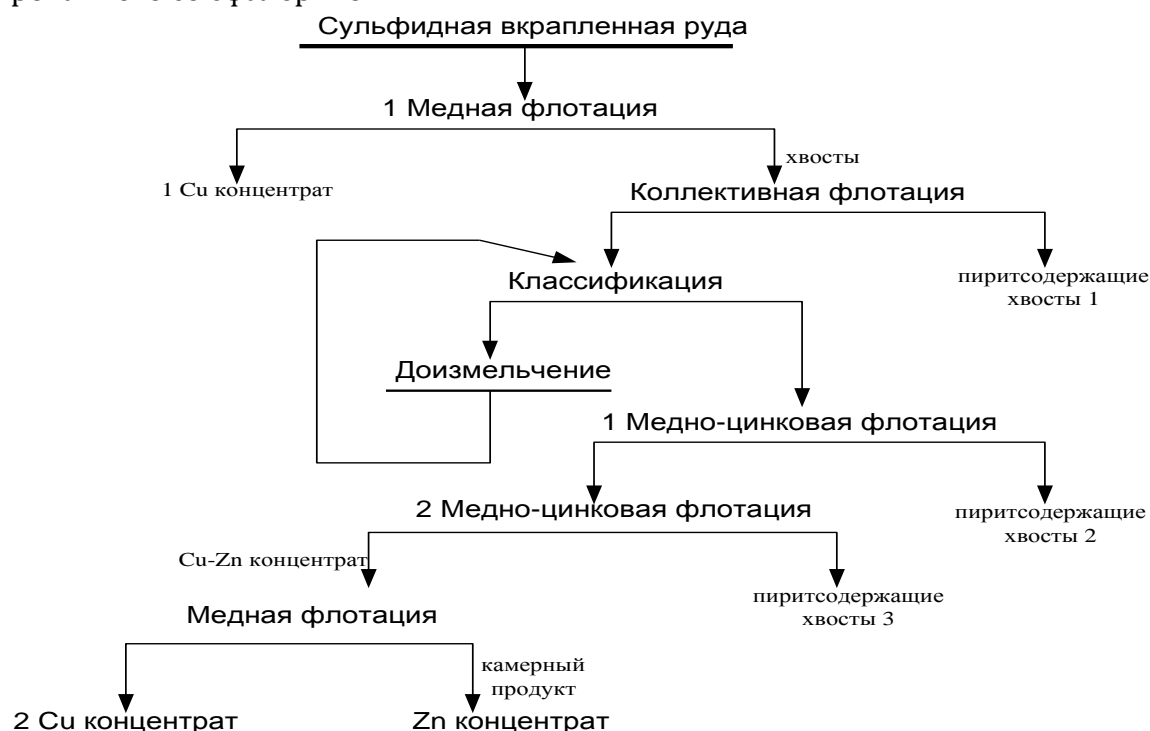 Сульфидная вкрапленная руда
1 Медная флотация
хвосты
1 Cu концентрат
Коллективная флотация
Классификация
пиритсодержащие
хвосты 1
Доизмельчение
1 Медно-цинковая флотация
2 Медно-цинковая флотация
пиритсодержащие
хвосты 2
Cu-Zn концентрат
пиритсодержащие
хвосты 3
Медная флотация
камерный
продукт
2 Cu концентрат
Zn концентрат